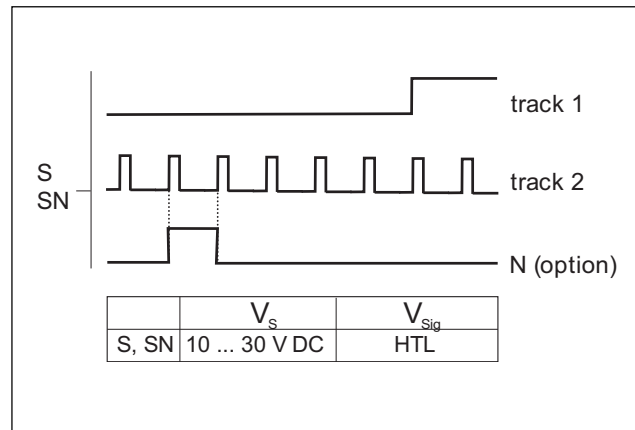 track 1
S
SN
track 2
N (option)
V_S V_Sig
S, SN 10 ... 30 V DC HTL